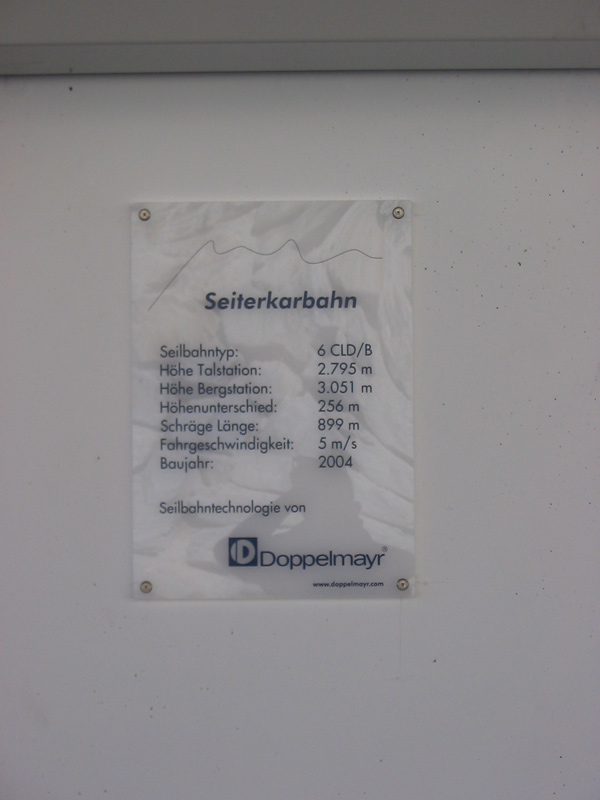 Seiterkarbahn
Seilbahntyp: 6 CLD/B
Höhe Talstation: 2.795 m
Höhe Bergstation: 3.051 m
Höhenunterschied: 256 m
Schräge Länge: 899 m
Fahrgeschwindigkeit: 5 m/s
Baujahr: 2004
Seilbahntechnologie von
D Doppelmayr®
www.doppelmayr.com